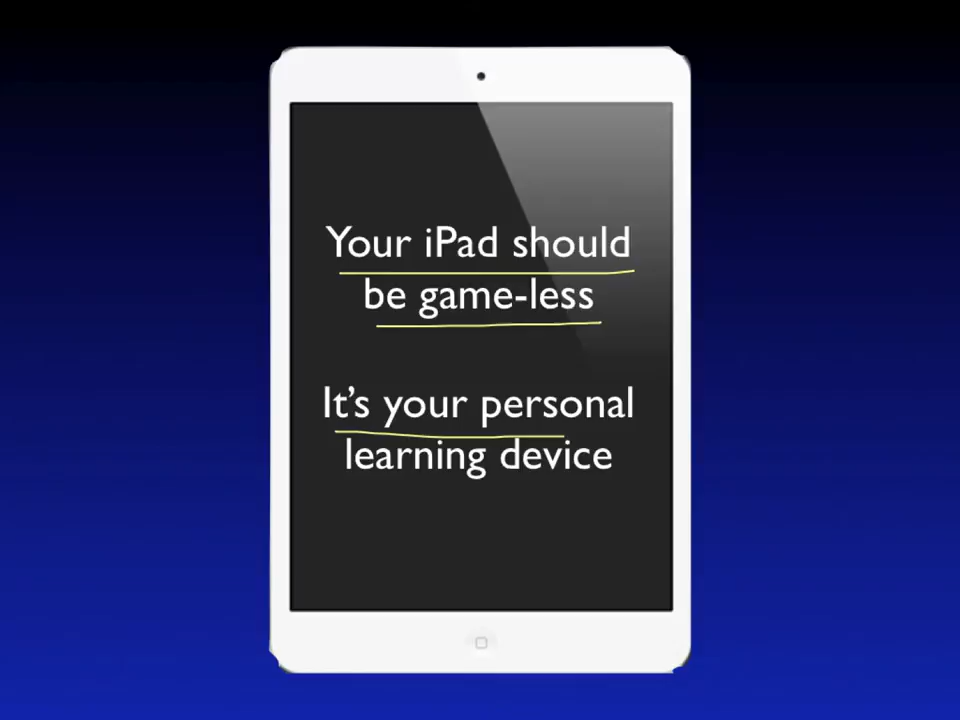 Your iPad should
be game-less
It's your personal
learning device